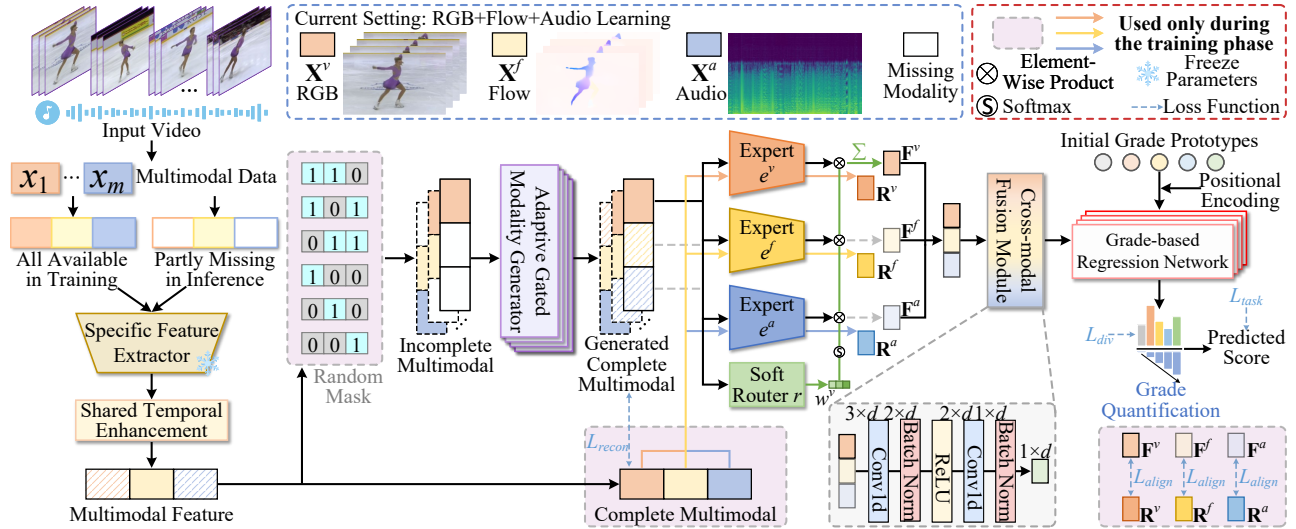 Current Setting: RGB+Flow+Audio Learning
X^v
RGB
X^f
Flow
X^a
Audio
Missing
Modality
Used only during
the training phase
Element-
Wise Product
Freeze
Parameters
S Softmax
Loss Function
Input Video
x_1 ... x_m
Multimodal Data
All Available
in Training
Partly Missing
in Inference
Specific Feature
Extractor
Shared Temporal
Enhancement
Multimodal Feature
1 1 0
1 0 1
0 1 1
1 0 0
0 1 0
0 0 1
Random
Mask
Incomplete
Multimodal
Adaptive Gated
Modality Generator
Generated
Complete
Multimodal
L_recon
Complete Multimodal
Expert
e^v
Expert
e^f
Expert
e^a
Soft
Router r
w^v
S
Σ
F^v
R^v
F^f
R^f
F^a
R^a
Cross-modal
Fusion Module
3×d 2×d 2×d 1×d
Conv1d
Batch Norm
ReLU
Conv1d
Batch Norm
1×d
Initial Grade Prototypes
Positional
Encoding
Grade-based
Regression Network
L_task
L_div
Predicted
Score
Grade
Quantification
F^v F^f F^a
L_align L_align L_align
R^v R^f R^a